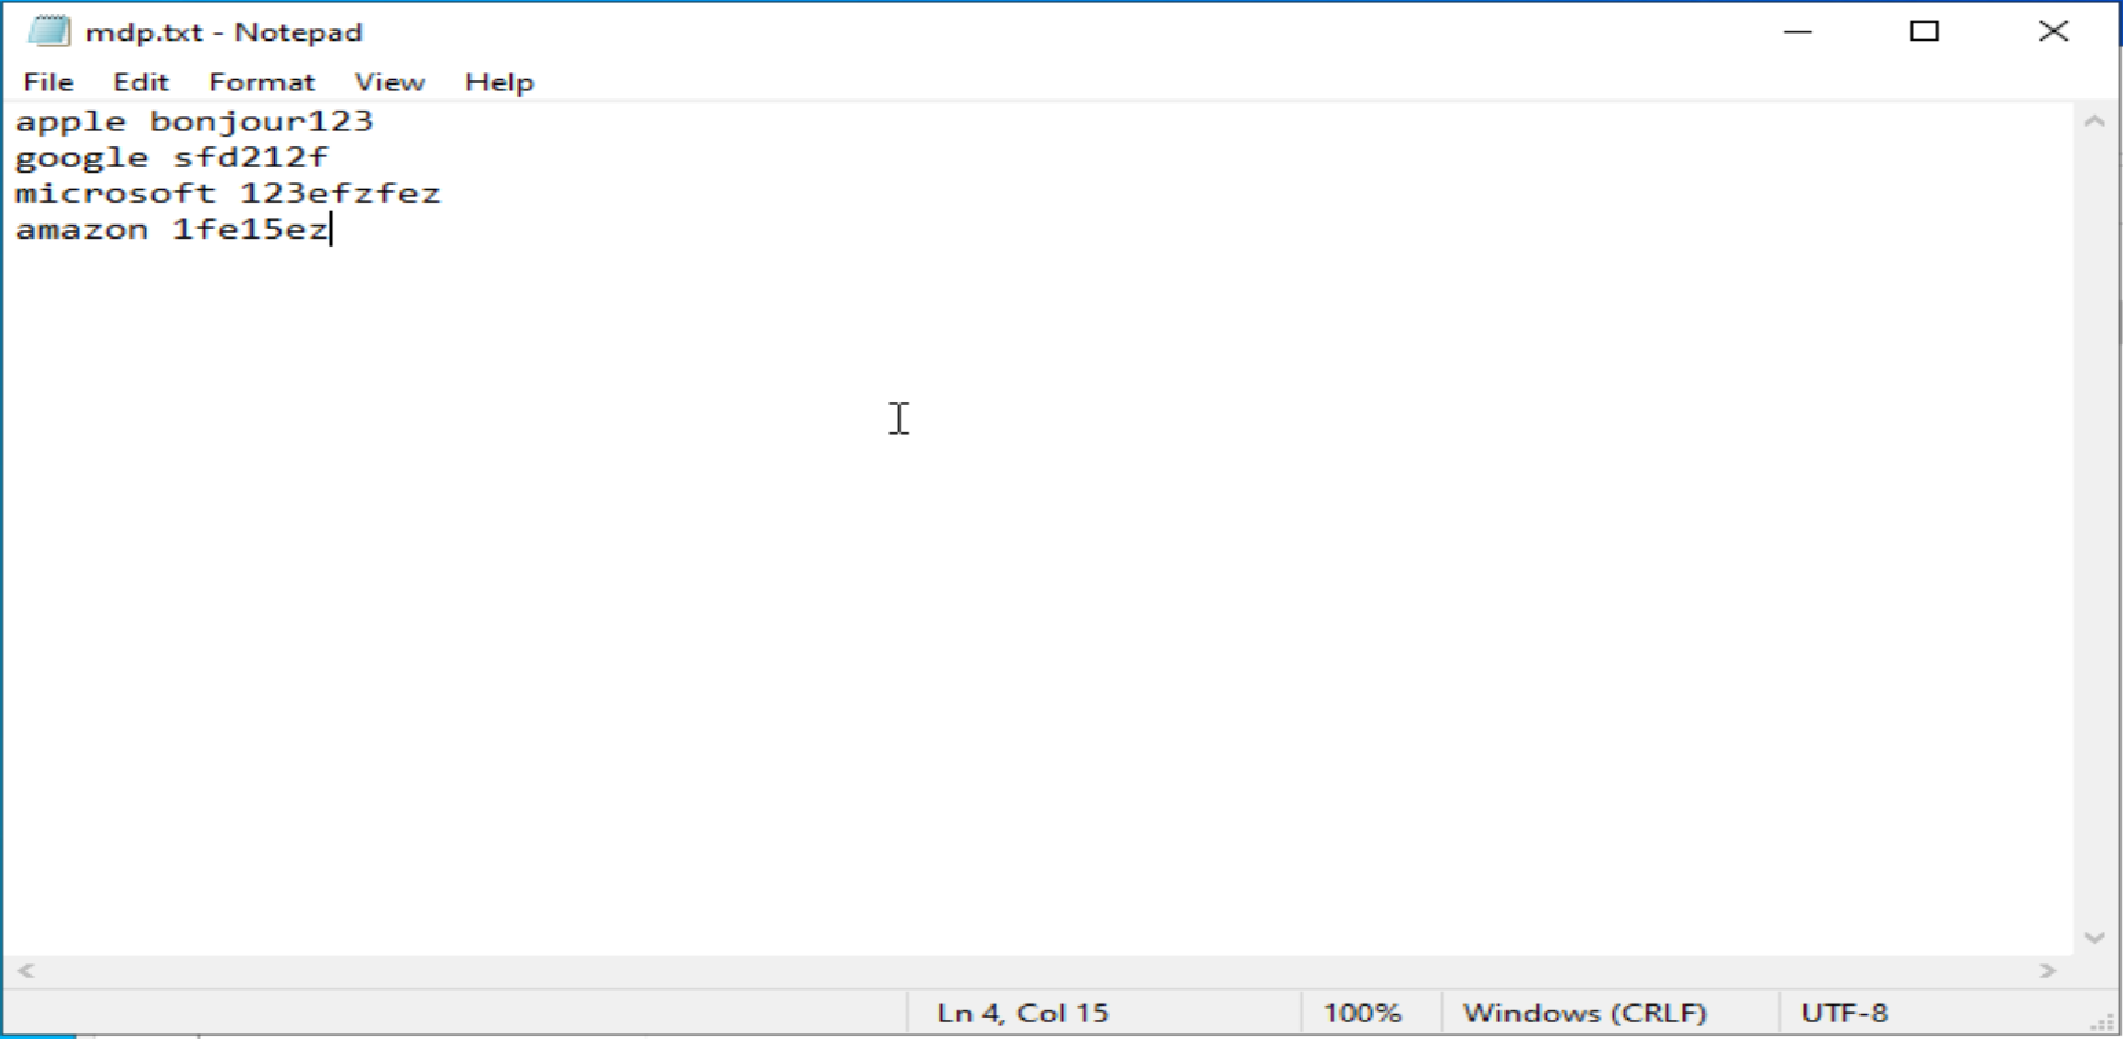 mdp.txt - Notepad
File Edit Format View Help
apple bonjour123
google sfd212f
microsoft 123efzfez
amazon 1fe15ez
Ln 4, Col 15 100% Windows (CRLF) UTF-8